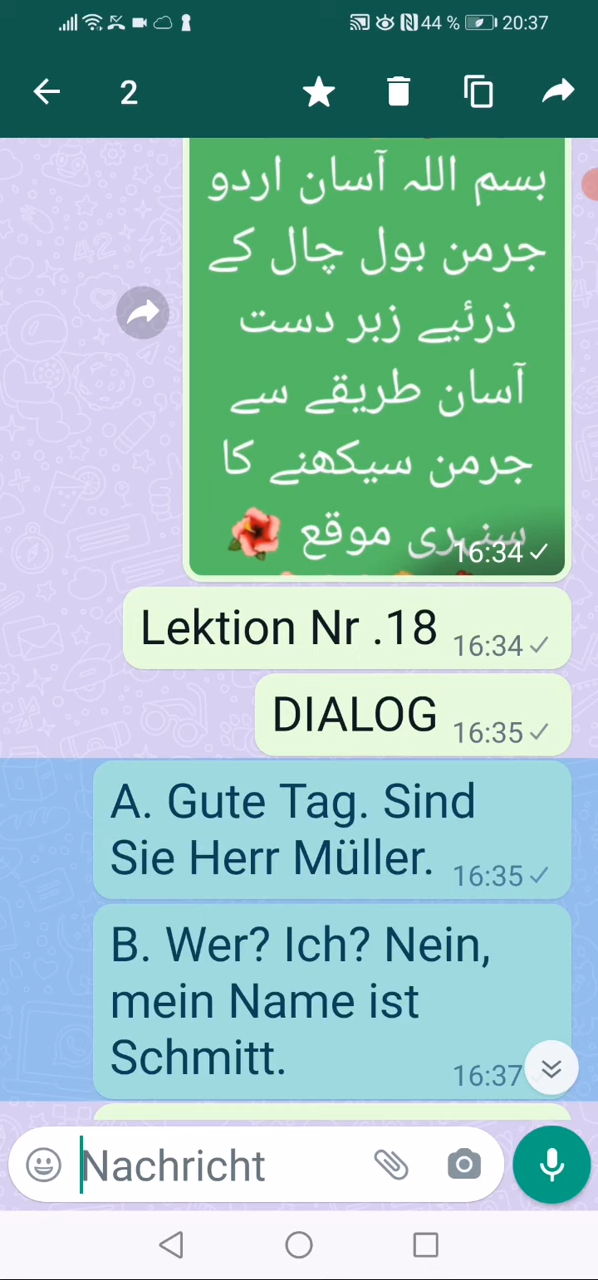 44 % 20:37
2
بسم اللہ آسان اردو
جرمن بول چال کے
ذرئیے زبر دست
آسان طریقے سے
جرمن سیکھنے کا
سنہری موقع 🌺
16:34
Lektion Nr .18 16:34
DIALOG 16:35
A. Gute Tag. Sind
Sie Herr Müller. 16:35
B. Wer? Ich? Nein,
mein Name ist
Schmitt. 16:37
Nachricht